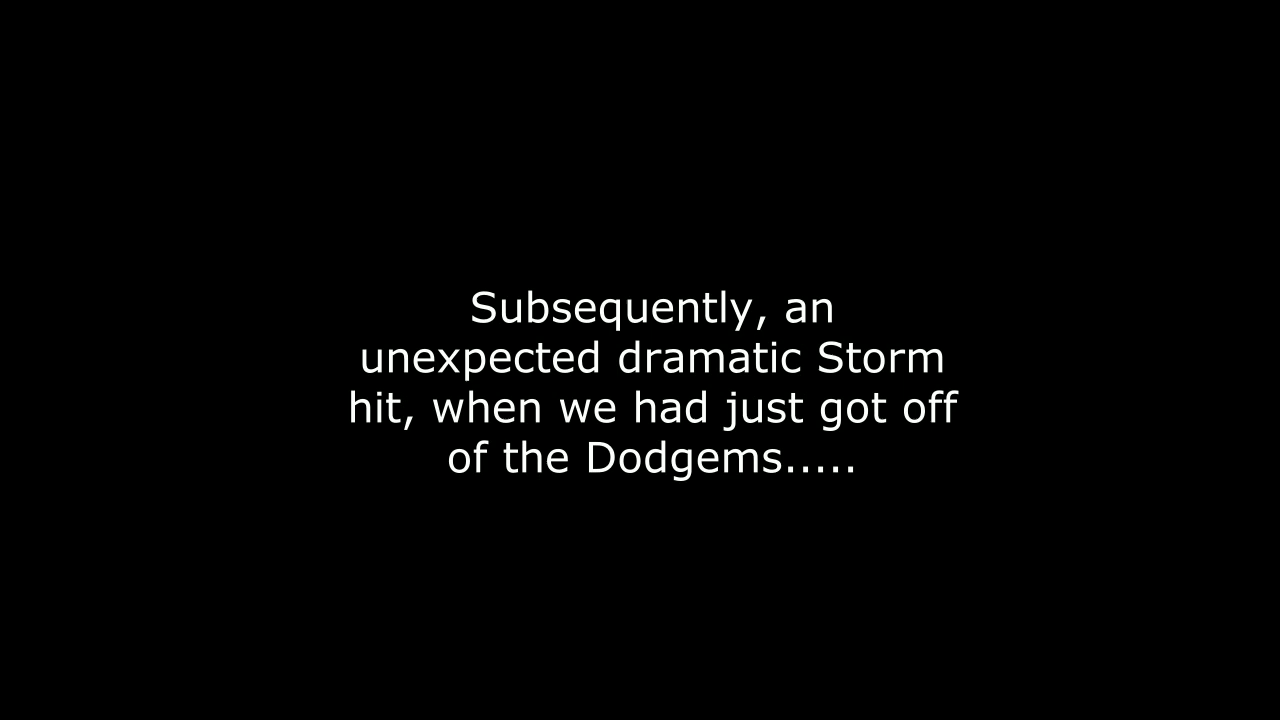 Subsequently, an
unexpected dramatic Storm
hit, when we had just got off
of the Dodgems.....